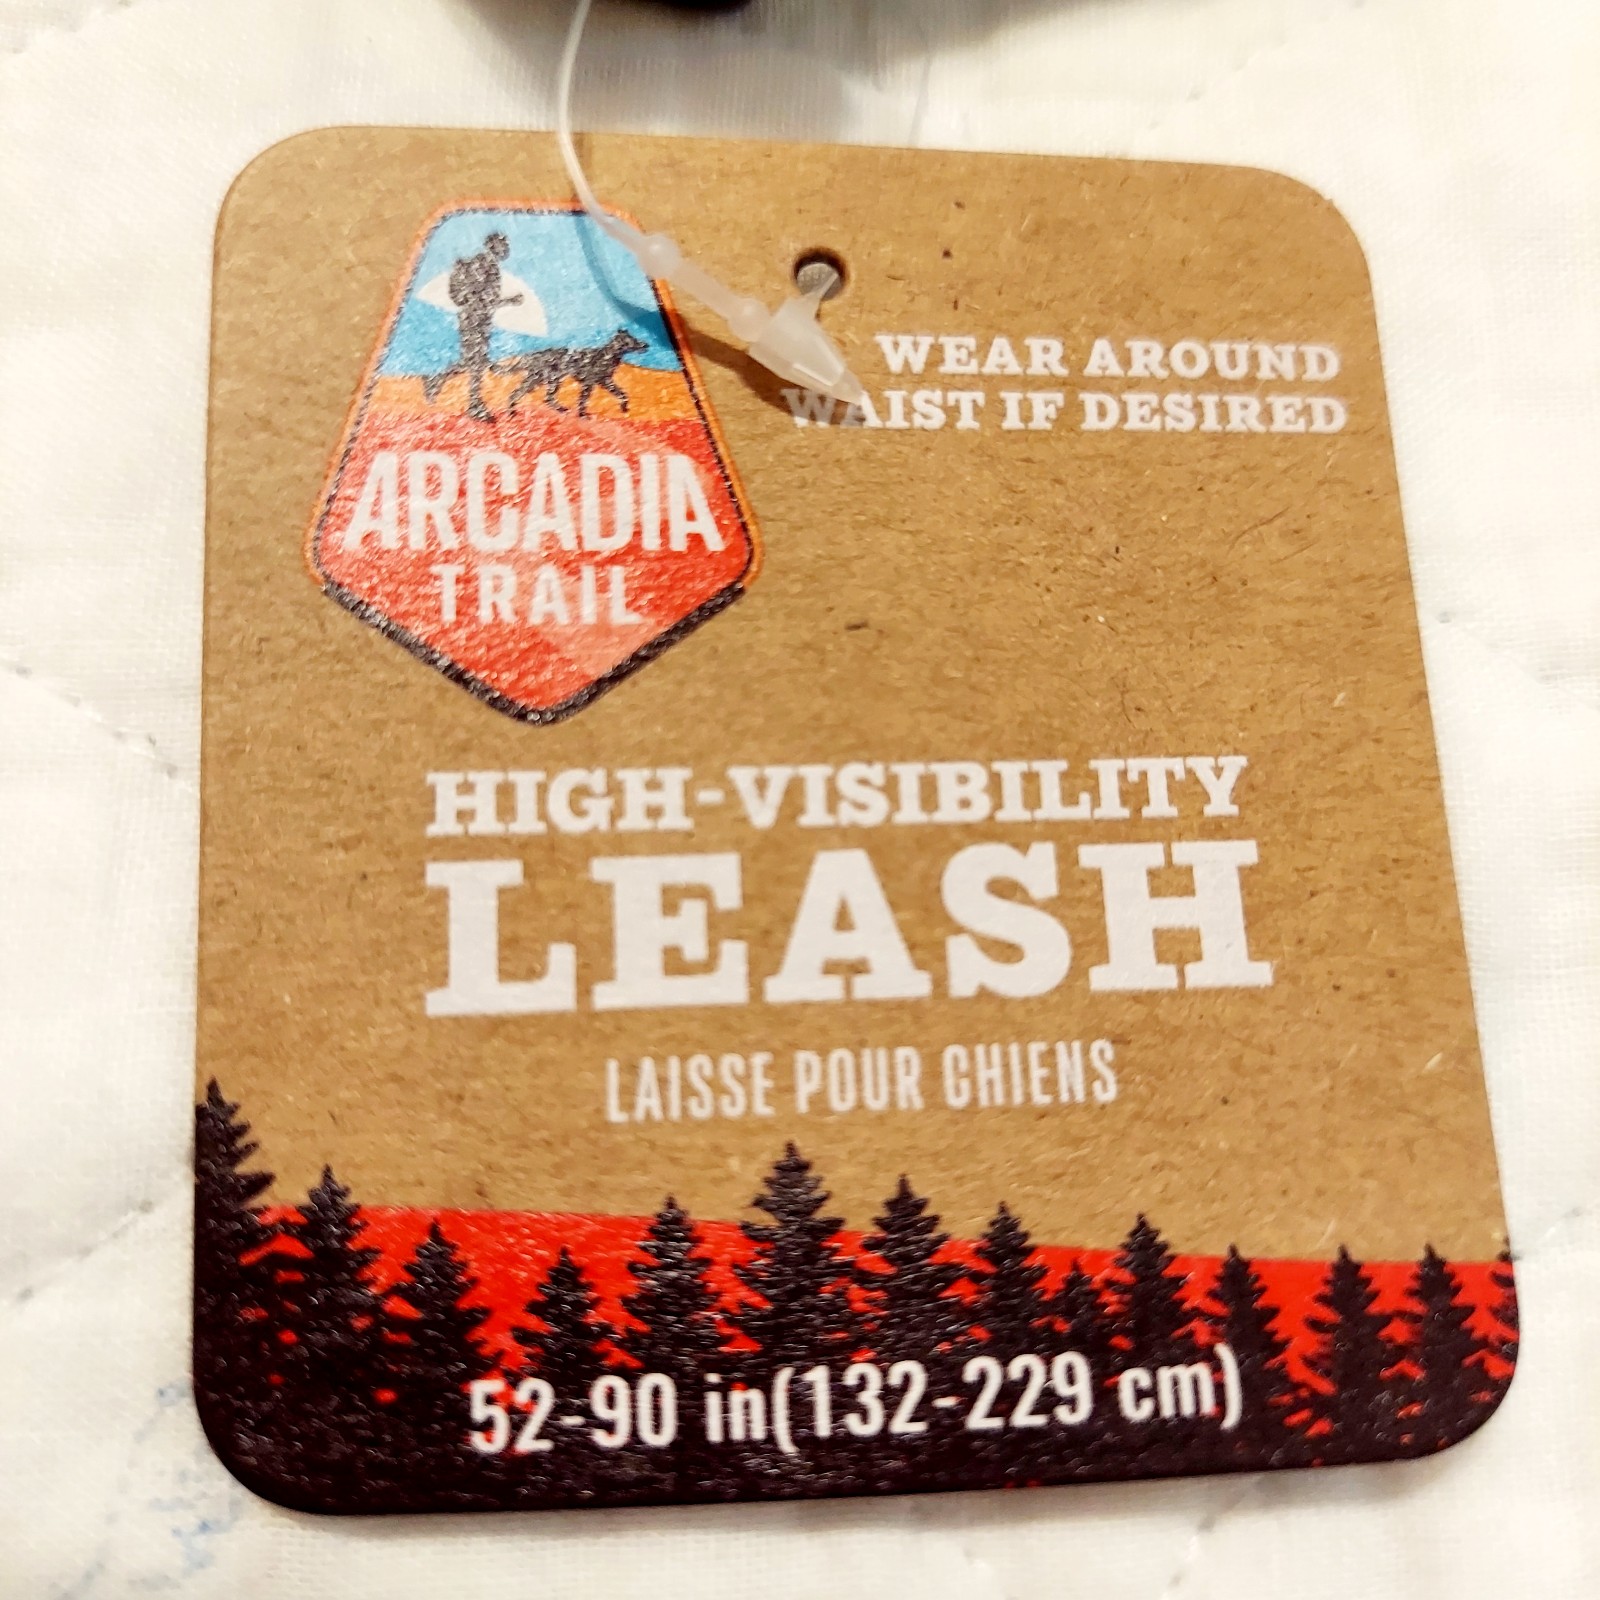 WEAR AROUND
WAIST IF DESIRED
ARCADIA
TRAIL
HIGH-VISIBILITY
LEASH
LAISSE POUR CHIENS
52-90 in(132-229 cm)